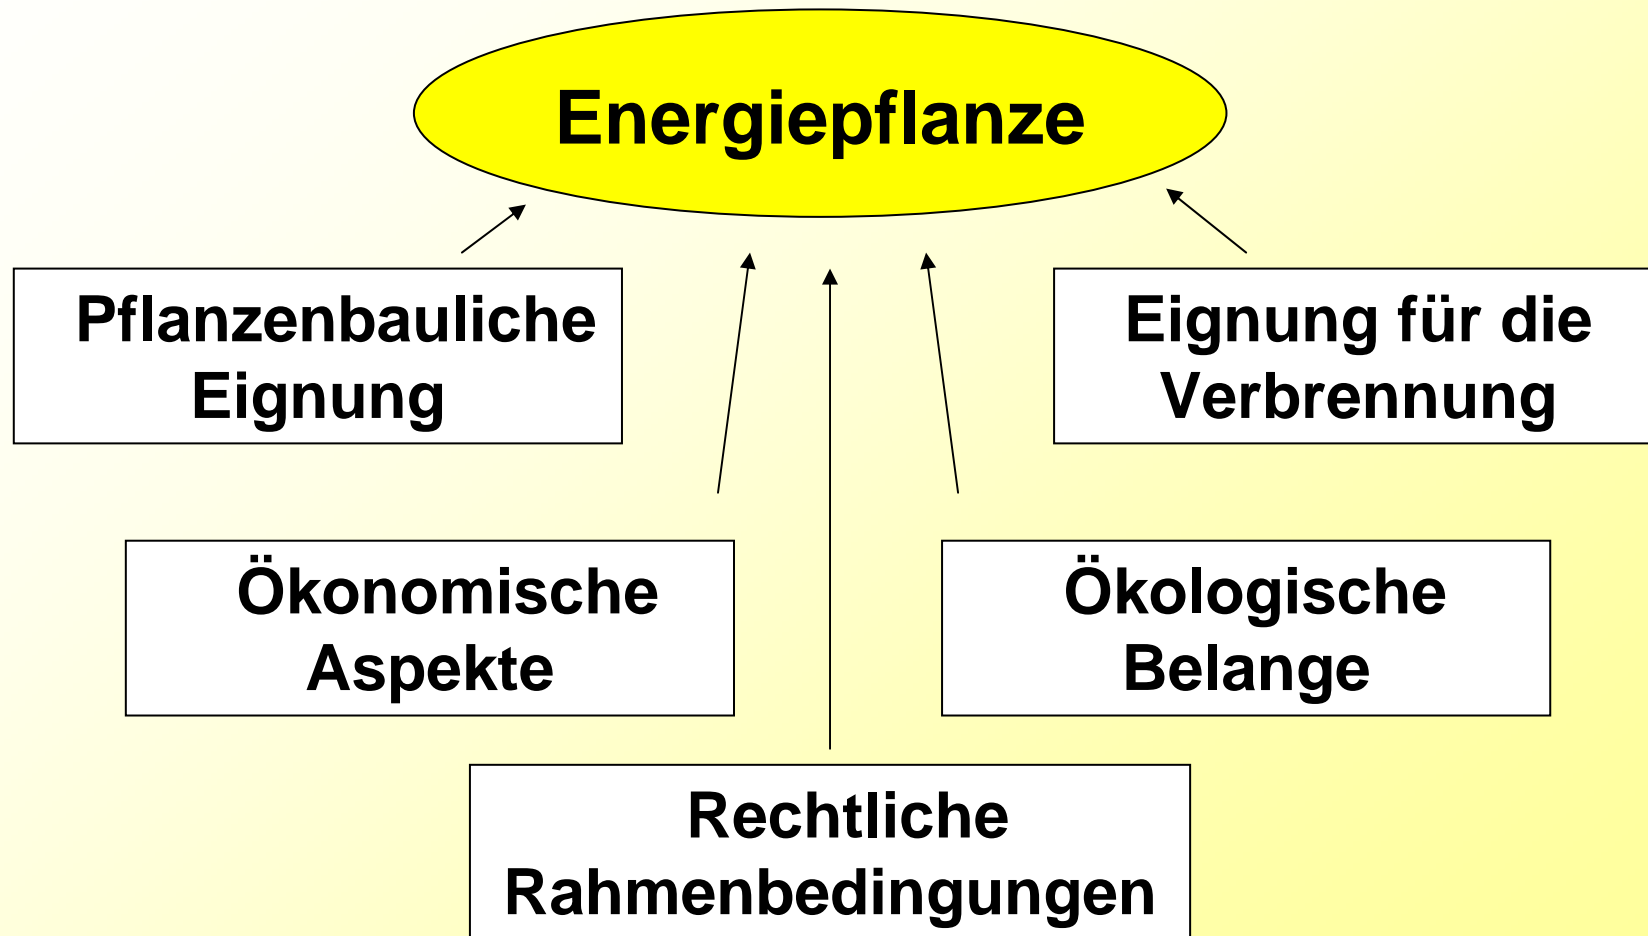 Energiepflanze
Pflanzenbauliche
Eignung
Eignung für die
Verbrennung
Ökonomische
Aspekte
Ökologische
Belange
Rechtliche
Rahmenbedingungen